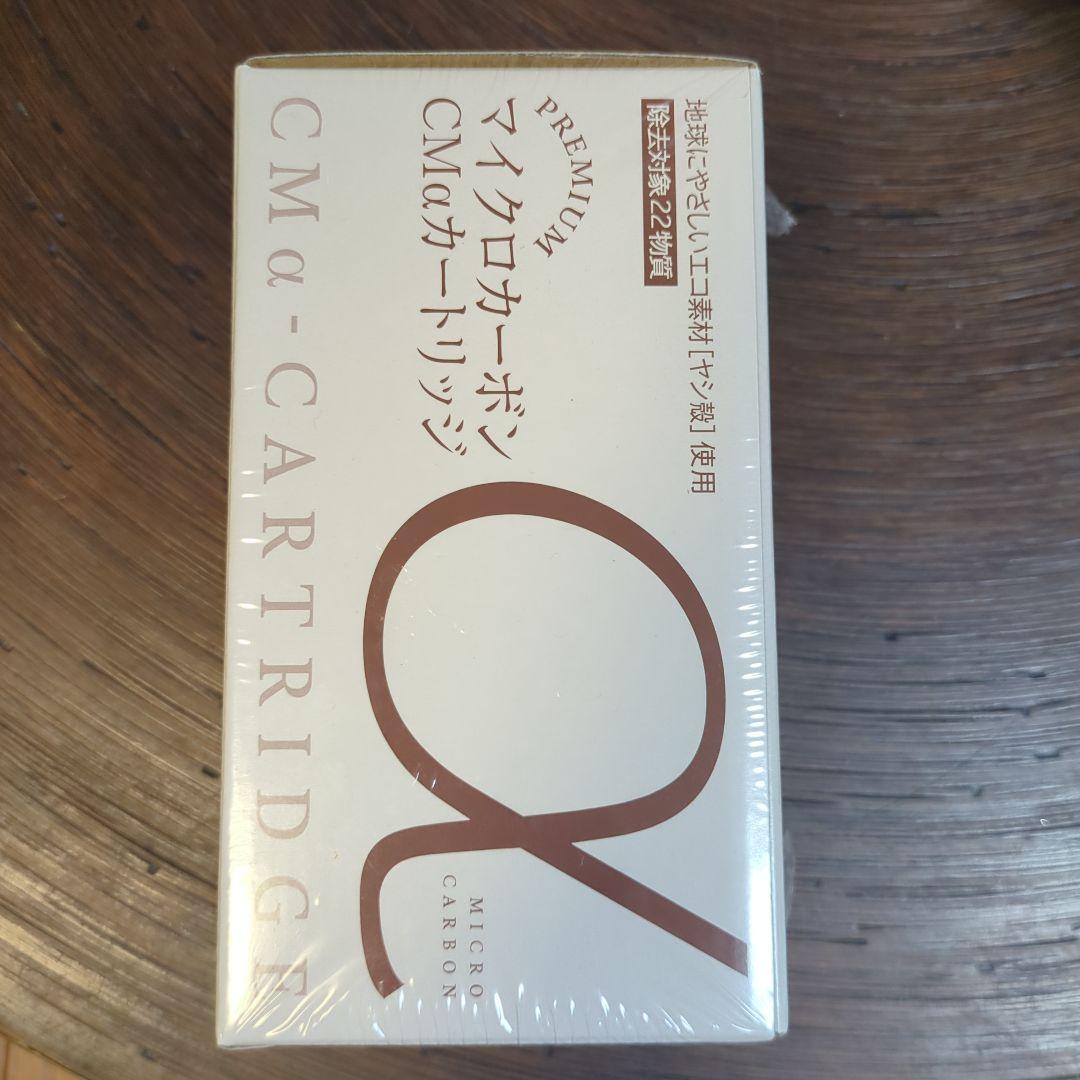 地球にやさしいエコ素材[ヤシ殻]使用
除去対象22物質
PREMIUM
マイクロカーボン
CMαカートリッジ
α
MICRO
CARBON
CMα-CARTRIDGE